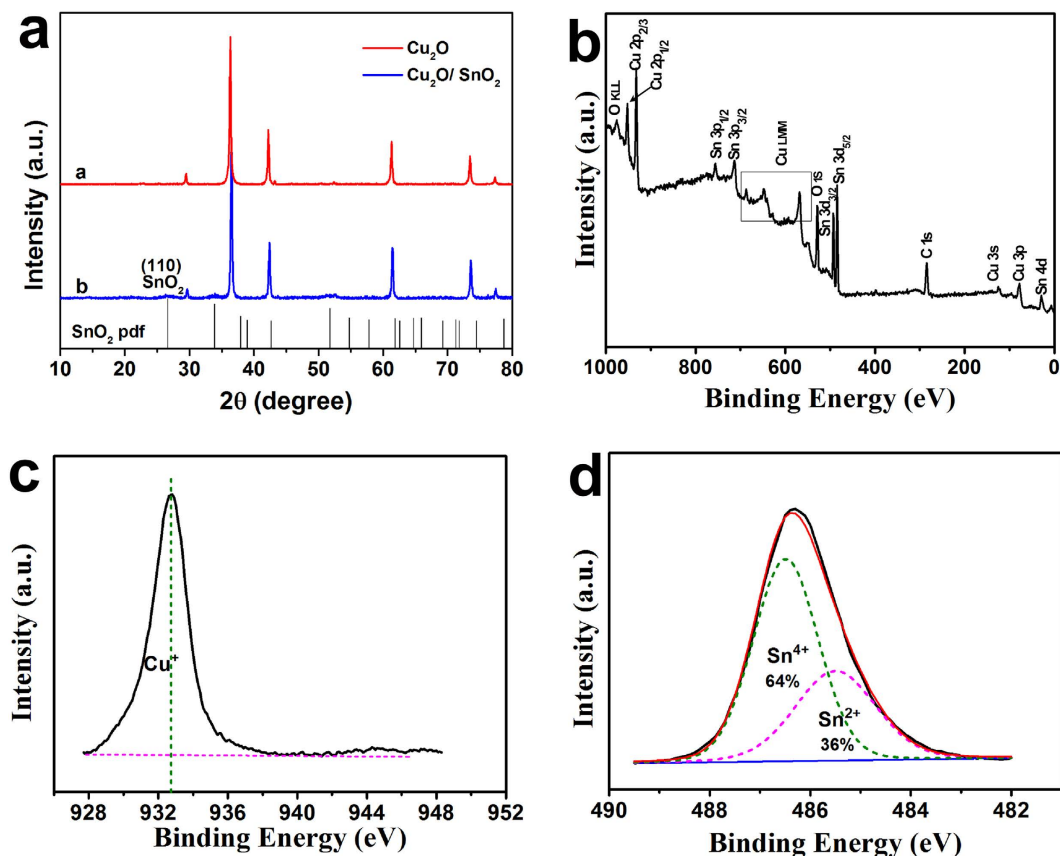 a
Intensity (a.u.)
Cu₂O
Cu₂O/ SnO₂
a
(110)
SnO₂
b
SnO₂ pdf
10 20 30 40 50 60 70 80
2θ (degree)
b
Intensity (a.u.)
O KLL
Cu 2p2/3
Cu 2p1/2
Sn 3p1/2
Sn 3p3/2
Cu LMM
O 1S
Sn 3d3/2
Sn 3d5/2
C 1s
Cu 3s
Cu 3p
Sn 4d
1000 800 600 400 200 0
Binding Energy (eV)
c
Intensity (a.u.)
Cu⁺
928 932 936 940 944 948 952
Binding Energy (eV)
d
Intensity (a.u.)
Sn⁴⁺
64%
Sn²⁺
36%
490 488 486 484 482
Binding Energy (eV)